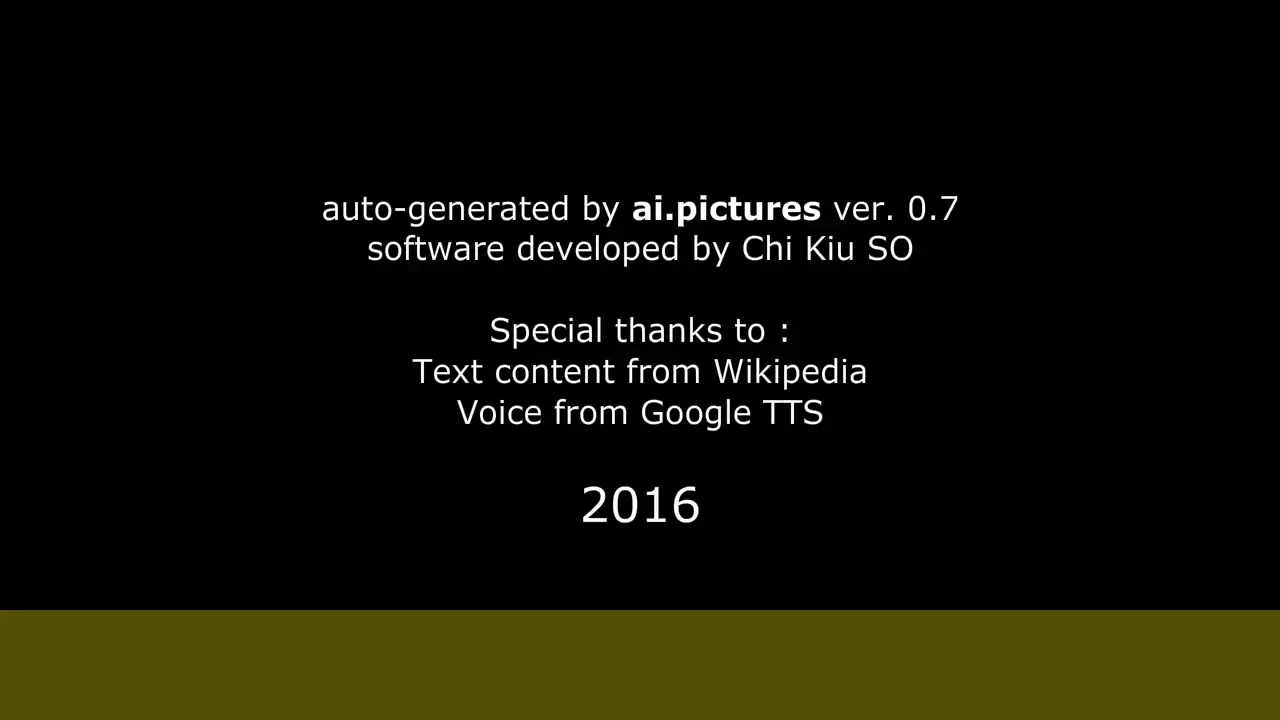 auto-generated by ai.pictures ver. 0.7
software developed by Chi Kiu SO
Special thanks to :
Text content from Wikipedia
Voice from Google TTS
2016